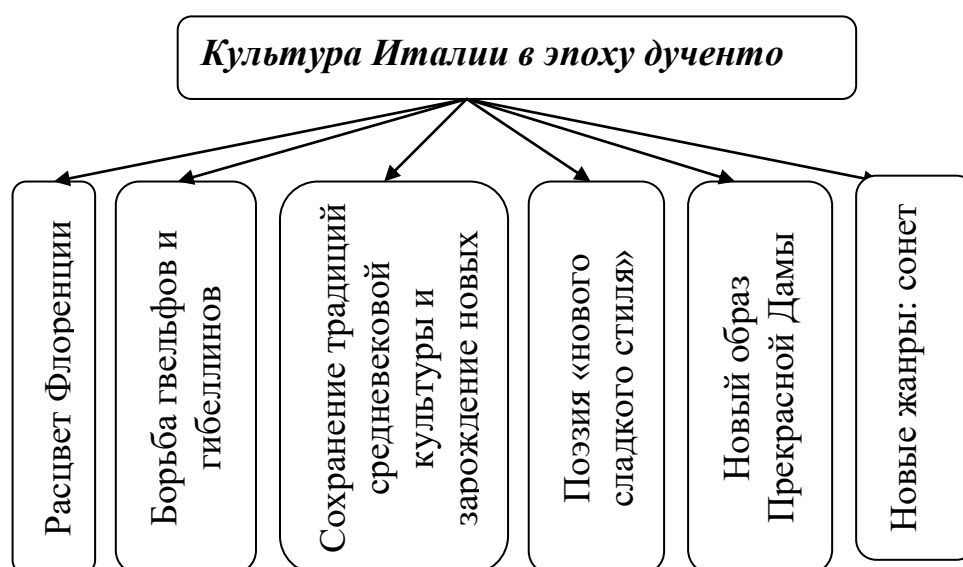 Культура Италии в эпоху дученто
Расцвет Флоренции
Борьба гвельфов и
гибеллинов
Сохранение традиций
средневековой
культуры и
зарождение новых
Поэзия «нового
сладкого стиля»
Новый образ
Прекрасной Дамы
Новые жанры: сонет